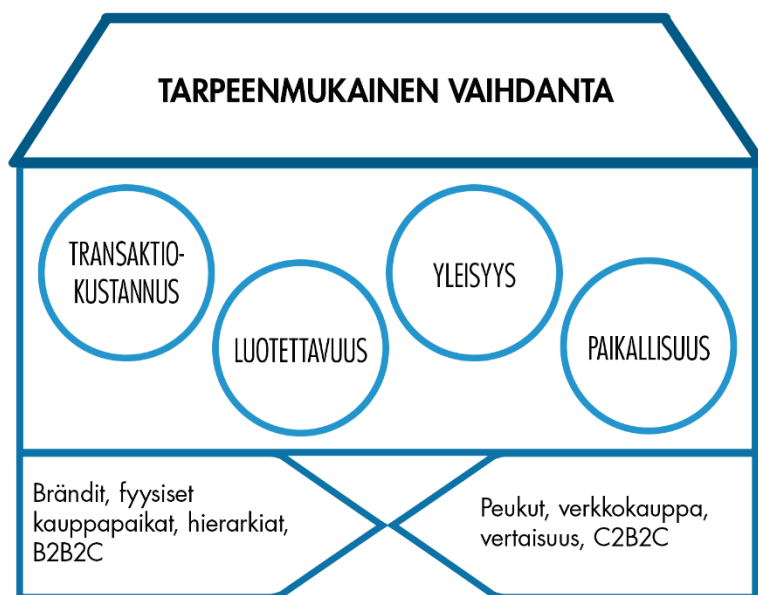 TARPEENMUKAINEN VAIHDANTA
TRANSAKTIO-
KUSTANNUS
LUOTETTAVUUS
YLEISYYS
PAIKALLISUUS
Brändit, fyysiset
kauppapaikat, hierarkiat,
B2B2C
Peukut, verkkokauppa,
vertaisuus, C2B2C